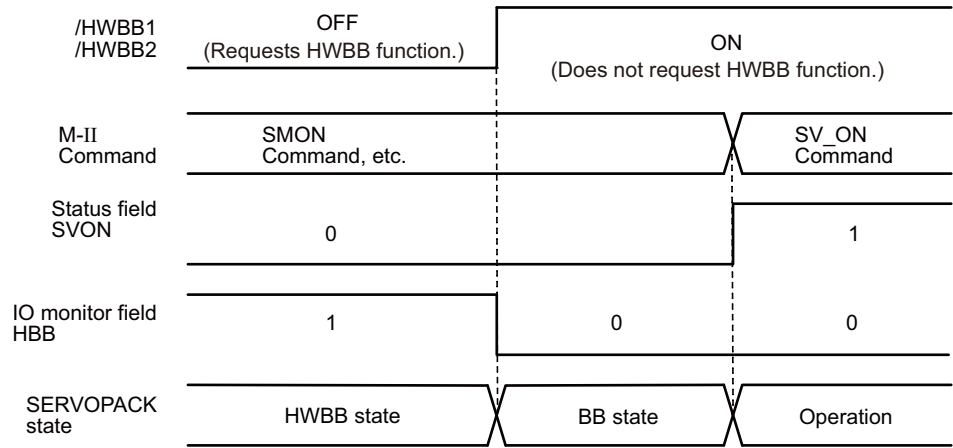 /HWBB1
/HWBB2
OFF
(Requests HWBB function.)
ON
(Does not request HWBB function.)
M-II
Command
SMON
Command, etc.
SV_ON
Command
Status field
SVON
0
1
IO monitor field
HBB
1
0
0
SERVOPACK
state
HWBB state
BB state
Operation